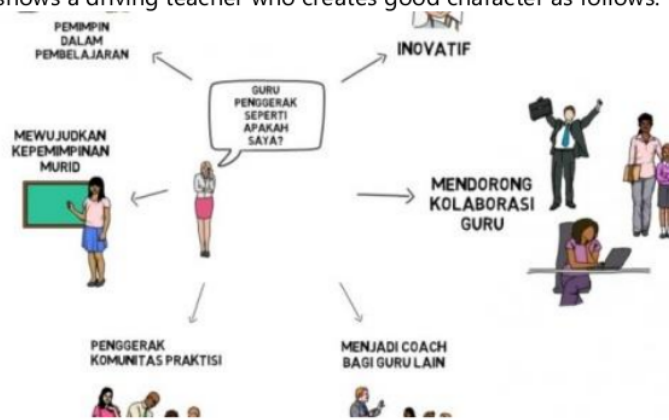 shows a driving teacher who creates good character as follows:
PEMIMPIN
DALAM
PEMBELAJARAN
INOVATIF
GURU
PENGGERAK
SEPERTI
APAKAH
SAYA?
MEWUJUDKAN
KEPEMIMPINAN
MURID
MENDORONG
KOLABORASI
GURU
PENGGERAK
KOMUNITAS PRAKTISI
MENJADI COACH
BAGI GURU LAIN